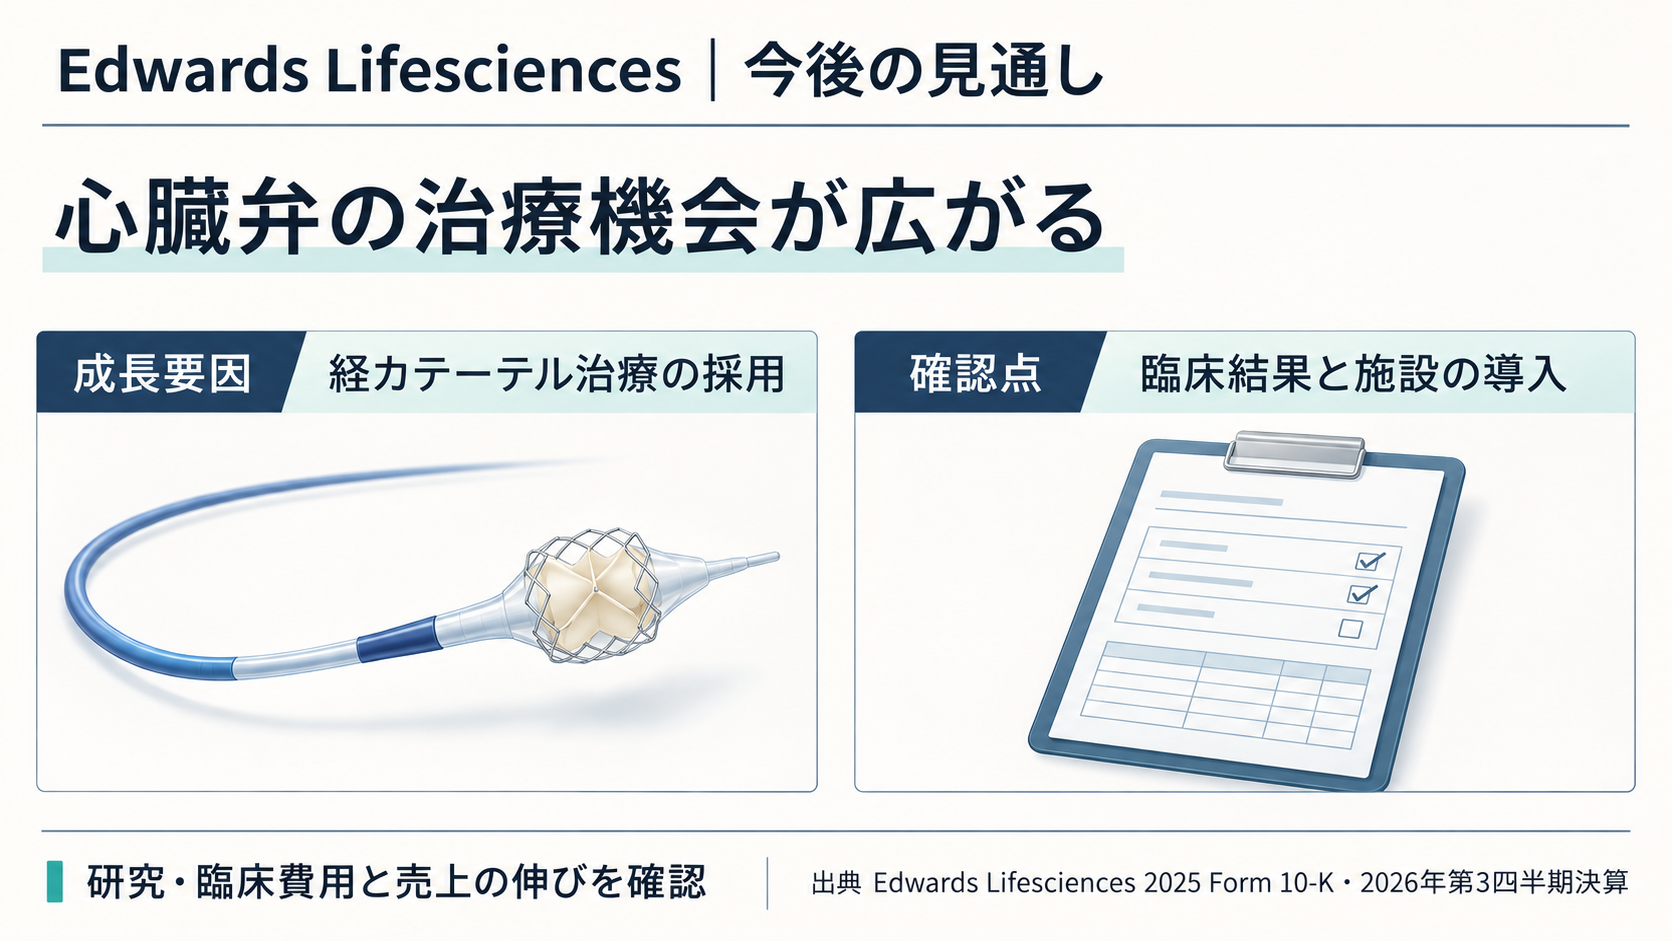 Edwards Lifesciences｜今後の見通し
心臓弁の治療機会が広がる
成長要因
経カテーテル治療の採用
確認点
臨床結果と施設の導入
研究・臨床費用と売上の伸びを確認
出典 Edwards Lifesciences 2025 Form 10-K・2026年第3四半期決算